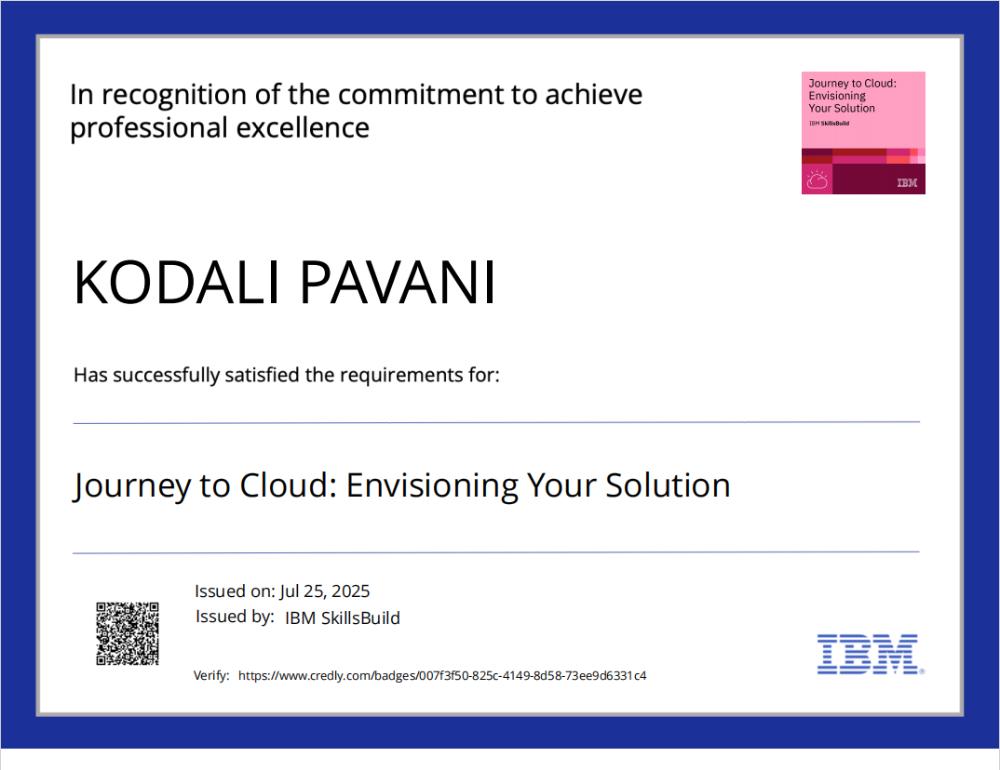 In recognition of the commitment to achieve
professional excellence
Journey to Cloud:
Envisioning
Your Solution
IBM SkillsBuild
IBM
KODALI PAVANI
Has successfully satisfied the requirements for:
Journey to Cloud: Envisioning Your Solution
Issued on: Jul 25, 2025
Issued by: IBM SkillsBuild
Verify: https://www.credly.com/badges/007f3f50-825c-4149-8d58-73ee9d6331c4
IBM®